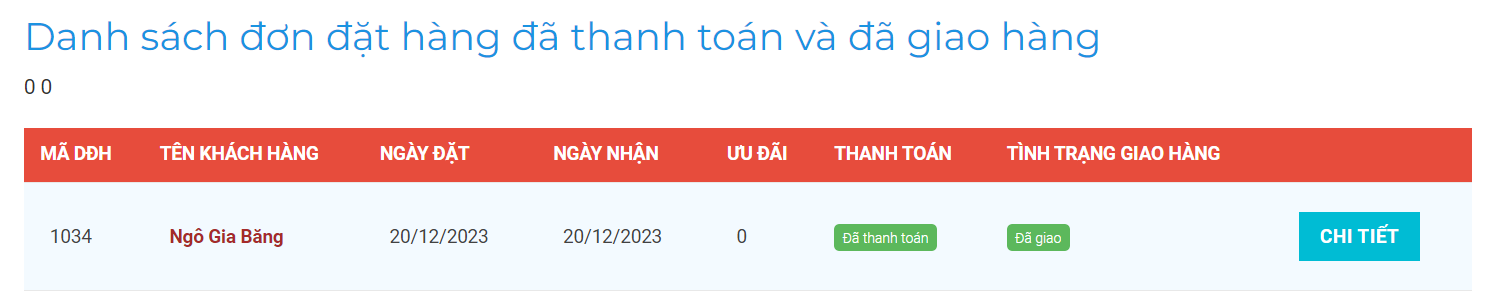 Danh sách đơn đặt hàng đã thanh toán và đã giao hàng
0 0
MÃ DĐH TÊN KHÁCH HÀNG NGÀY ĐẶT NGÀY NHẬN ƯU ĐÃI THANH TOÁN TÌNH TRẠNG GIAO HÀNG
1034 Ngô Gia Băng 20/12/2023 20/12/2023 0 Đã thanh toán Đã giao CHI TIẾT